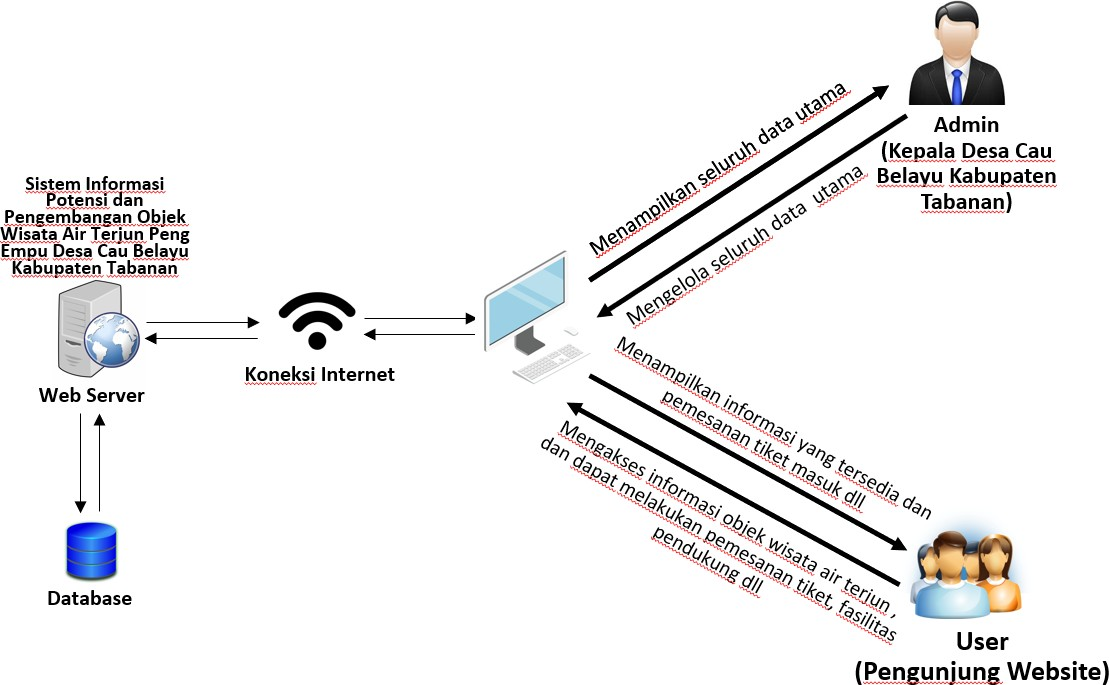 Sistem Informasi
Potensi dan
Pengembangan Objek
Wisata Air Terjun Peng
Empu Desa Cau Belayu
Kabupaten Tabanan
Web Server
Database
Koneksi Internet
Menampilkan seluruh data utama
Mengelola seluruh data utama
Admin
(Kepala Desa Cau
Belayu Kabupaten
Tabanan)
Menampilkan informasi yang tersedia dan
pemesanan tiket masuk dll
Mengakses informasi objek wisata air terjun ,
dan dapat melakukan pemesanan tiket, fasilitas
pendukung dll
User
(Pengunjung Website)